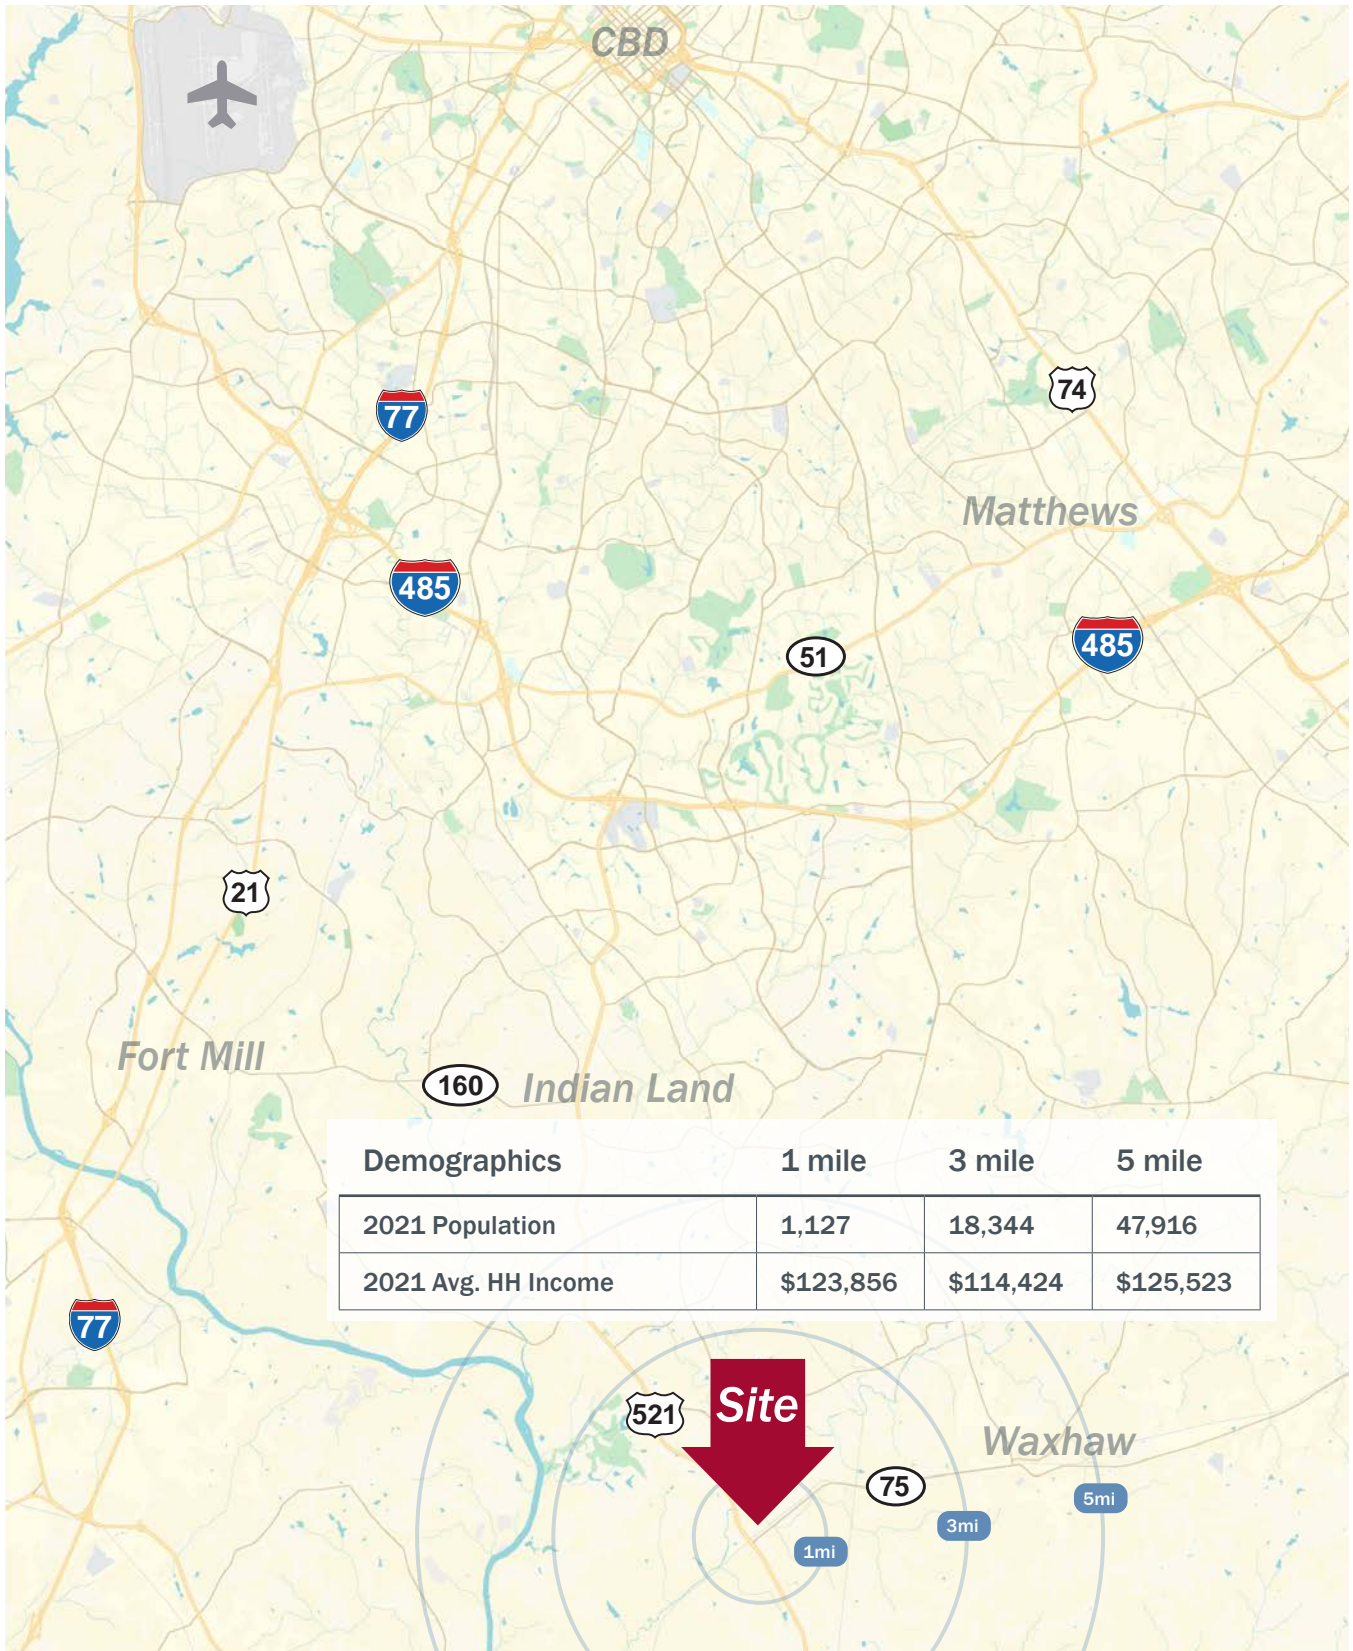 CBD
77
74
Matthews
485
485
51
21
Fort Mill
160
Indian Land
Demographics 1 mile 3 mile 5 mile
2021 Population 1,127 18,344 47,916
2021 Avg. HH Income $123,856 $114,424 $125,523
77
521
Site
Waxhaw
75
5mi
3mi
1mi